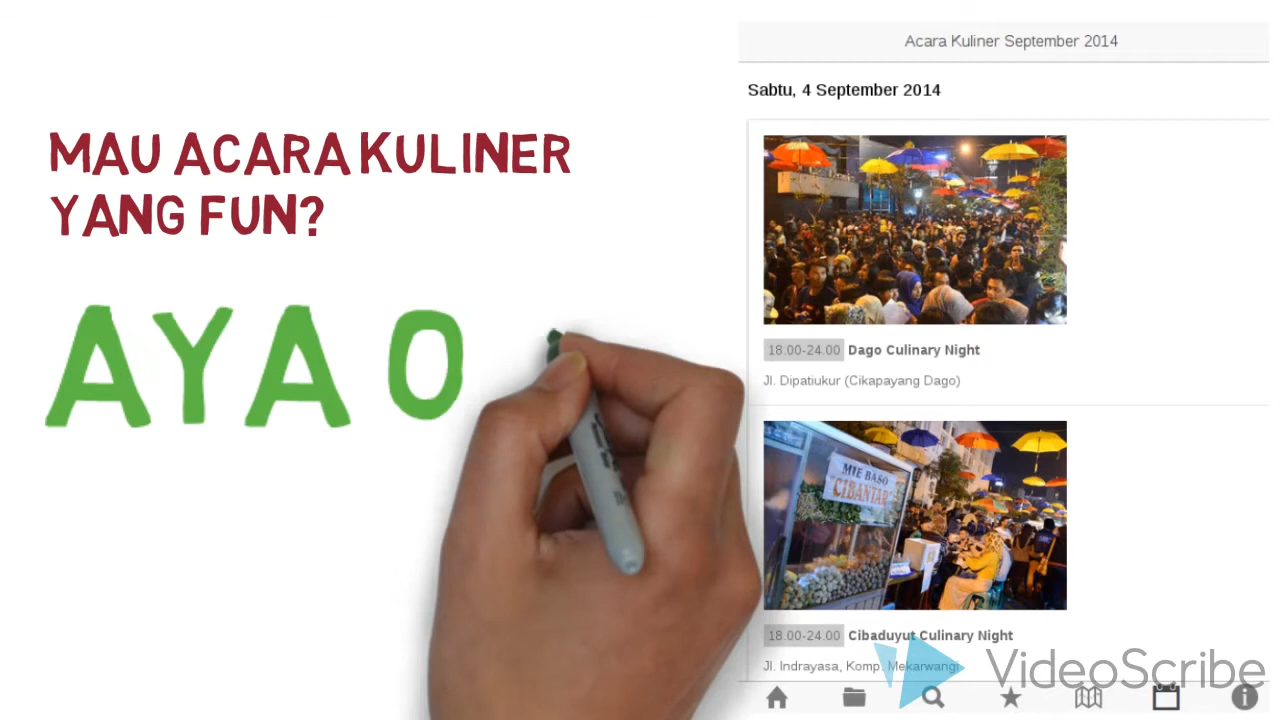 MAU ACARA KULINER
YANG FUN?
AYA O
Acara Kuliner September 2014
Sabtu, 4 September 2014
18.00-24.00 Dago Culinary Night
Jl. Dipatiukur (Cikapayang Dago)
MIE BASO
"CIBANTAR"
18.00-24.00 Cibaduyut Culinary Night
Jl. Indrayasa, Komp. Mekarwangi
VideoScribe